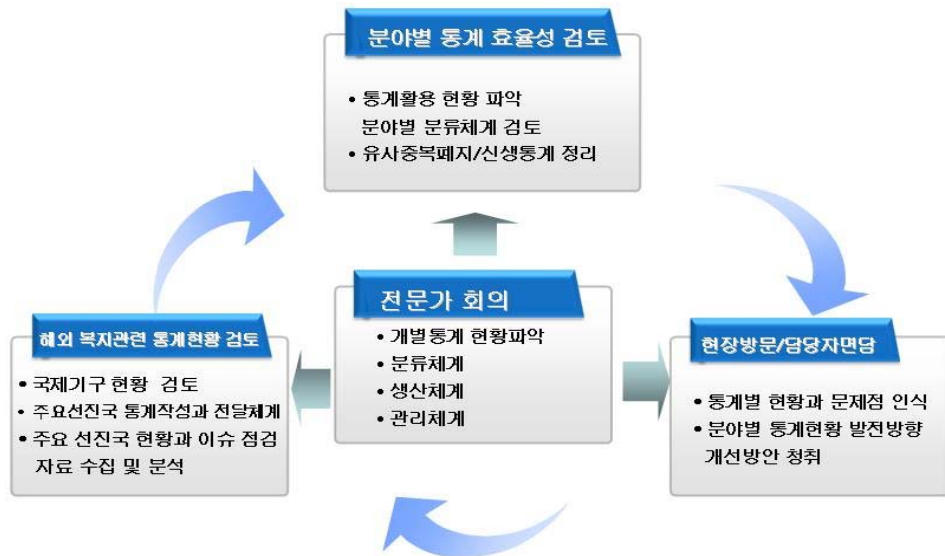 분야별 통계 효율성 검토
• 통계활용 현황 파악
분야별 분류체계 검토
• 유사중복폐지/신생통계 정리
전문가 회의
• 개별통계 현황파악
• 분류체계
• 생산체계
• 관리체계
해외 복지관련 통계현황 검토
• 국제기구 현황 검토
• 주요선진국 통계작성과 전달체계
• 주요 선진국 현황과 이슈 점검
자료 수집 및 분석
현장방문/담당자면담
• 통계별 현황과 문제점 인식
• 분야별 통계현황 발전방향
개선방안 청취